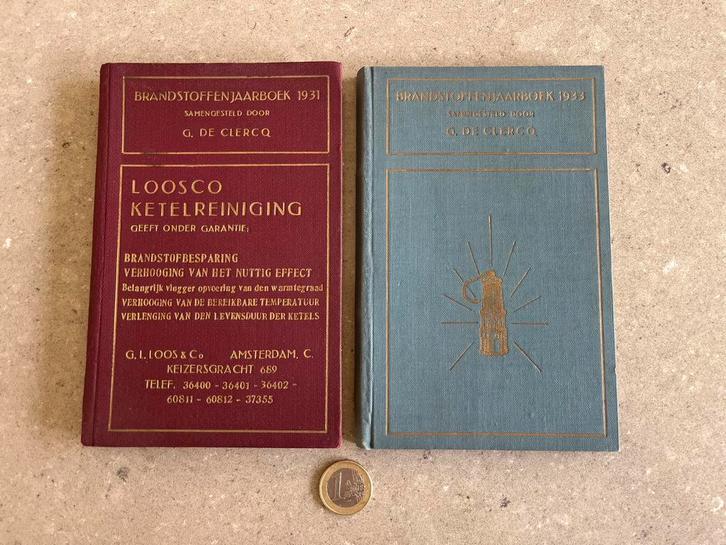 BRANDSTOFFENJAARBOEK 1931
SAMENGESTELD DOOR
G. DE CLERCQ
LOOSCO
KETELREINIGING
GEEFT ONDER GARANTIE:
BRANDSTOFBESPARING
VERHOOGING VAN HET NUTTIG EFFECT
Belangrijk vlugger opvoering van den warmtegraad
VERHOOGING VAN DE BEREIKBARE TEMPERATUUR
VERLENGING VAN DEN LEVENSDUUR DER KETELS
G. L. LOOS & Co AMSTERDAM. C.
KEIZERSGRACHT 689
TELEF. 36400 - 36401 - 36402 -
60811 - 60812 - 37355
BRANDSTOFFENJAARBOEK 1933
SAMENGESTELD DOOR
G. DE CLERCQ
1